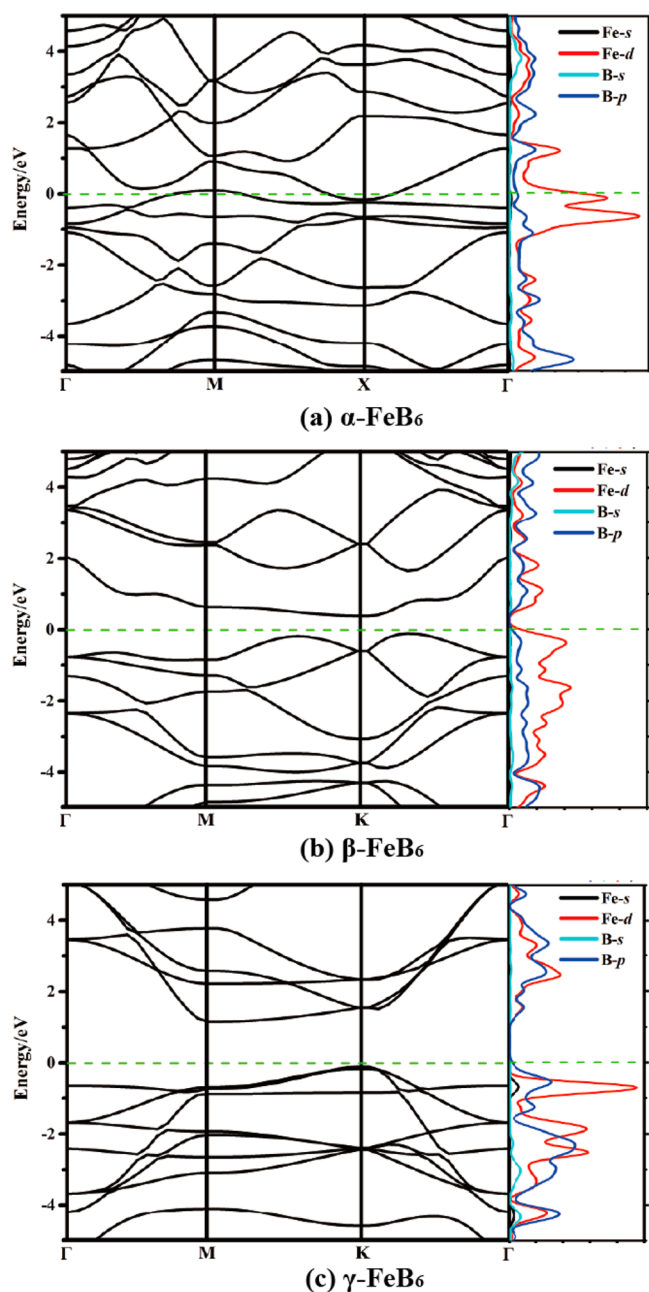 4
2
0
-2
-4
Energy/eV
Γ M X Γ
Fe-s
Fe-d
B-s
B-p
(a) α-FeB₆
4
2
0
-2
-4
Energy/eV
Γ M K Γ
Fe-s
Fe-d
B-s
B-p
(b) β-FeB₆
4
2
0
-2
-4
Energy/eV
Γ M K Γ
Fe-s
Fe-d
B-s
B-p
(c) γ-FeB₆